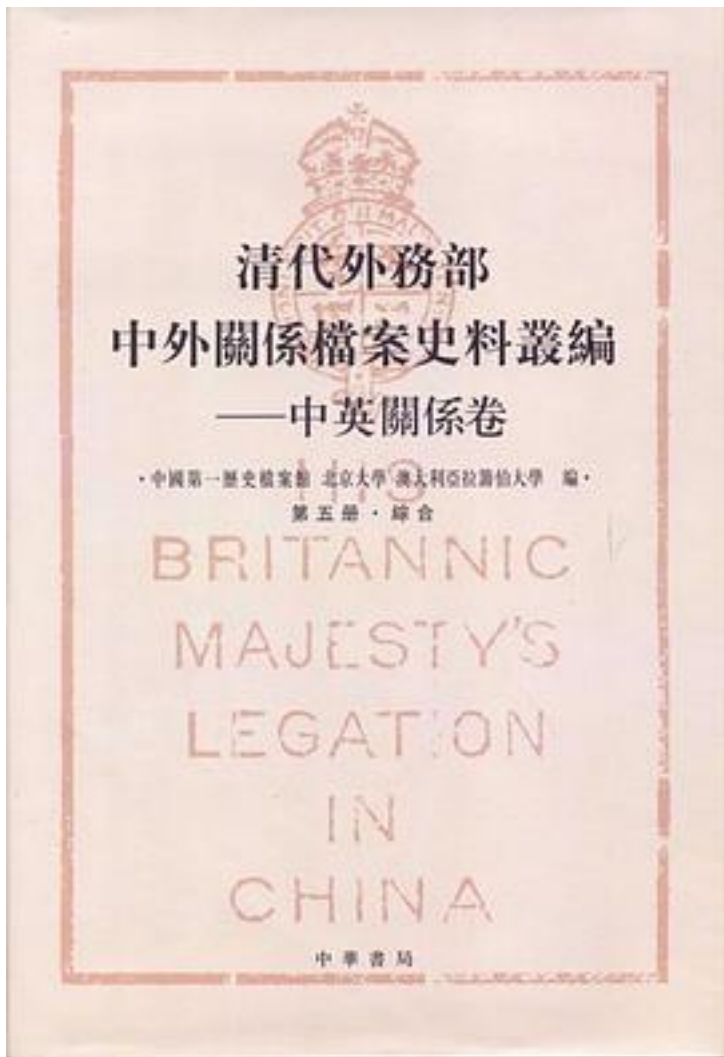 清代外務部
中外關係檔案史料叢編
——中英關係卷
·中國第一歷史檔案館 北京大學 澳大利亞拉籌伯大學 編·
第五册·綜合
HIS
BRITANNIC
MAJESTY'S
LEGATION
IN
CHINA
中華書局